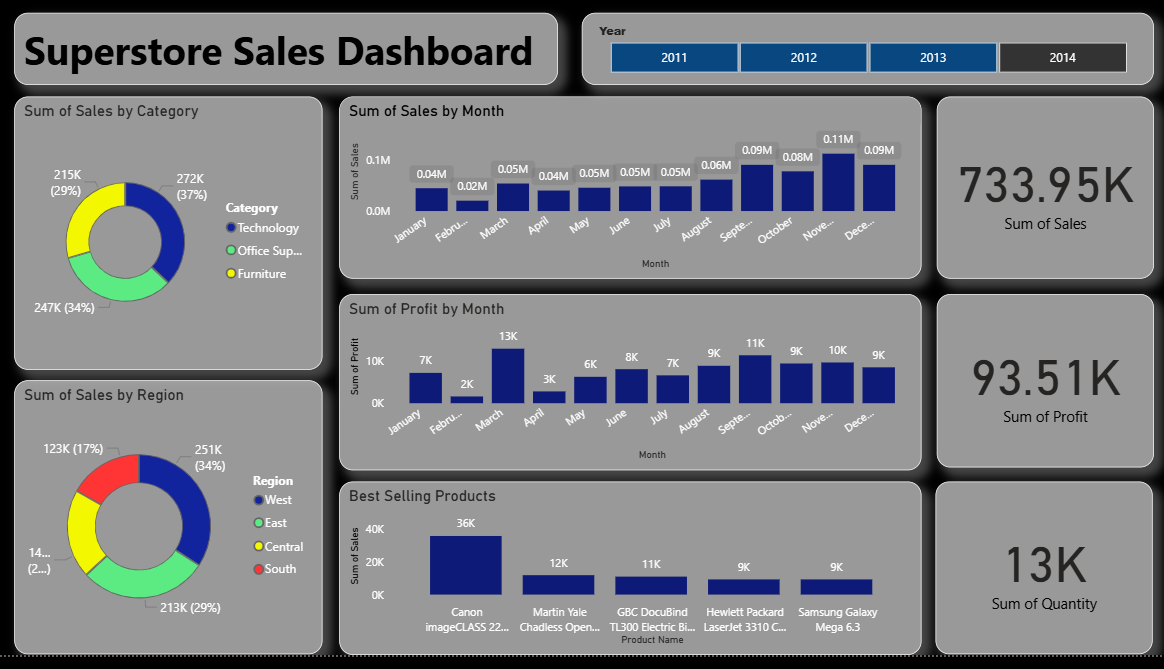 Superstore Sales Dashboard
Year
2011
2012
2013
2014
Sum of Sales by Category
215K
(29%)
272K
(37%)
247K (34%)
Category
Technology
Office Sup...
Furniture
Sum of Sales by Month
Sum of Sales
0.1M
0.0M
0.04M
0.02M
0.05M
0.04M
0.05M
0.05M
0.05M
0.06M
0.09M
0.08M
0.11M
0.09M
January
Febru...
March
April
May
June
July
August
Septe...
October
Nove...
Dece...
Month
733.95K
Sum of Sales
Sum of Profit by Month
Sum of Profit
10K
0K
7K
2K
13K
3K
6K
8K
7K
9K
11K
9K
10K
9K
January
Febru...
March
April
May
June
July
August
Septe...
Octob...
Nove...
Dece...
Month
93.51K
Sum of Profit
Sum of Sales by Region
123K (17%)
251K
(34%)
14...
(2...)
213K (29%)
Region
West
East
Central
South
Best Selling Products
Sum of Sales
40K
20K
0K
36K
12K
11K
9K
9K
Canon
imageCLASS 22...
Martin Yale
Chadless Open...
GBC DocuBind
TL300 Electric Bi...
Hewlett Packard
LaserJet 3310 C...
Samsung Galaxy
Mega 6.3
Product Name
13K
Sum of Quantity